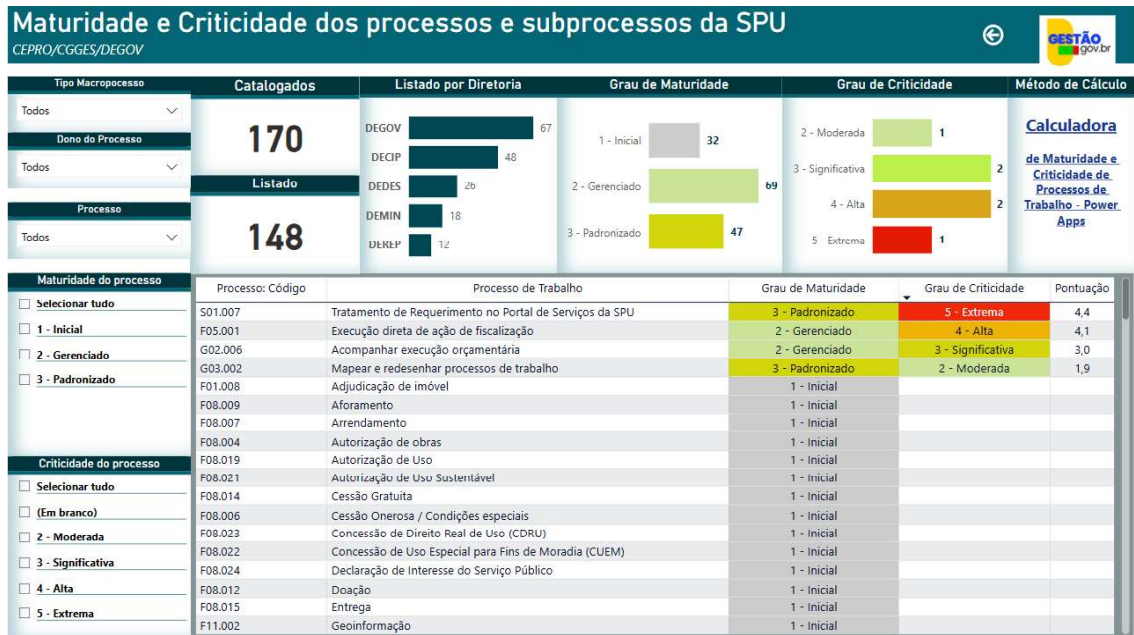 Maturidade e Criticidade dos processos e subprocessos da SPU
CEPRO/CGGES/DEGOV
GESTÃO
gov.br
Tipo Macropocesso
Todos
Dono do Processo
Todos
Processo
Todos
Catalogados
170
Listado
148
Listado por Diretoria
DEGOV 67
DECIP 48
DEDES 26
DEMIN 18
DEREP 12
Grau de Maturidade
1 - Inicial 32
2 - Gerenciado 69
3 - Padronizado 47
Grau de Criticidade
2 - Moderada 1
3 - Significativa 2
4 - Alta 2
5 Extrema 1
Método de Cálculo
Calculadora
de Maturidade e
Criticidade de
Processos de
Trabalho - Power
Apps
Maturidade do processo
Selecionar tudo
1 - Inicial
2 - Gerenciado
3 - Padronizado
Criticidade do processo
Selecionar tudo
(Em branco)
2 - Moderada
3 - Significativa
4 - Alta
5 - Extrema
Processo: Código Processo de Trabalho Grau de Maturidade Grau de Criticidade Pontuação
S01.007 Tratamento de Requerimento no Portal de Serviços da SPU 3 - Padronizado 5 - Extrema 4,4
F05.001 Execução direta de ação de fiscalização 2 - Gerenciado 4 - Alta 4,1
G02.006 Acompanhar execução orçamentária 2 - Gerenciado 3 - Significativa 3,0
G03.002 Mapear e redesenhar processos de trabalho 3 - Padronizado 2 - Moderada 1,9
F01.008 Adjudicação de imóvel 1 - Inicial
F08.009 Aforamento 1 - Inicial
F08.007 Arrendamento 1 - Inicial
F08.004 Autorização de obras 1 - Inicial
F08.019 Autorização de Uso 1 - Inicial
F08.021 Autorização de Uso Sustentável 1 - Inicial
F08.014 Cessão Gratuita 1 - Inicial
F08.006 Cessão Onerosa / Condições especiais 1 - Inicial
F08.023 Concessão de Direito Real de Uso (CDRU) 1 - Inicial
F08.022 Concessão de Uso Especial para Fins de Moradia (CUEM) 1 - Inicial
F08.024 Declaração de Interesse do Serviço Público 1 - Inicial
F08.012 Doação 1 - Inicial
F08.015 Entrega 1 - Inicial
F11.002 Geoinformação 1 - Inicial